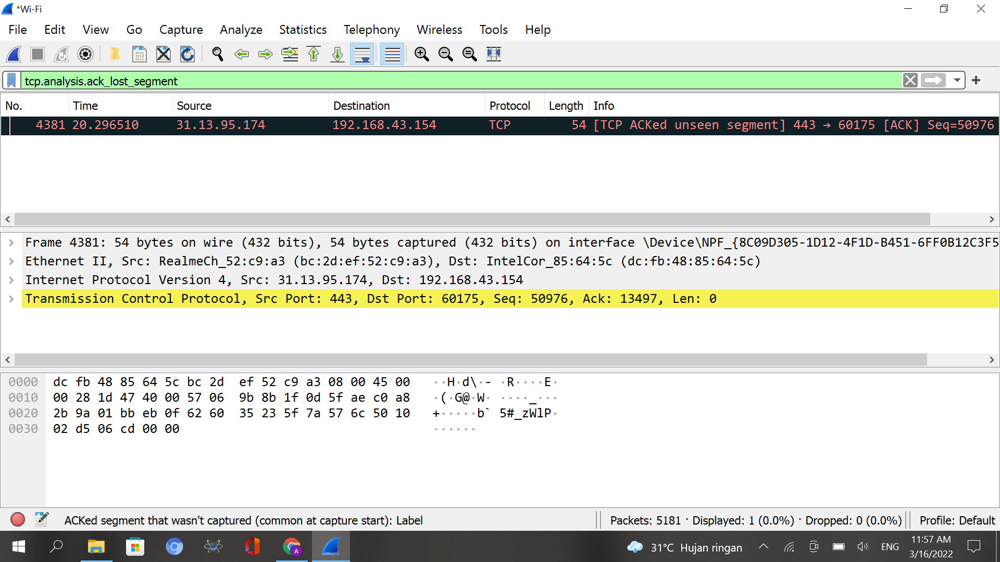 *Wi-Fi
File Edit View Go Capture Analyze Statistics Telephony Wireless Tools Help
tcp.analysis.ack_lost_segment
No. Time Source Destination Protocol Length Info
4381 20.296510 31.13.95.174 192.168.43.154 TCP 54 [TCP ACKed unseen segment] 443 → 60175 [ACK] Seq=50976
Frame 4381: 54 bytes on wire (432 bits), 54 bytes captured (432 bits) on interface \Device\NPF_{8C09D305-1D12-4F1D-B451-6FF0B12C3F5
Ethernet II, Src: RealmeCh_52:c9:a3 (bc:2d:ef:52:c9:a3), Dst: IntelCor_85:64:5c (dc:fb:48:85:64:5c)
Internet Protocol Version 4, Src: 31.13.95.174, Dst: 192.168.43.154
Transmission Control Protocol, Src Port: 443, Dst Port: 60175, Seq: 50976, Ack: 13497, Len: 0
0000 dc fb 48 85 64 5c bc 2d ef 52 c9 a3 08 00 45 00 ··H·d\·- ·R····E·
0010 00 28 1d 47 40 00 57 06 9b 8b 1f 0d 5f ae c0 a8 ·(·G@·W· ····_···
0020 2b 9a 01 bb eb 0f 62 60 35 23 5f 7a 57 6c 50 10 +·····b` 5#_zWlP·
0030 02 d5 06 cd 00 00 ······
ACKed segment that wasn't captured (common at capture start): Label
Packets: 5181 · Displayed: 1 (0.0%) · Dropped: 0 (0.0%)
Profile: Default
31°C Hujan ringan
ENG
11:57 AM
3/16/2022